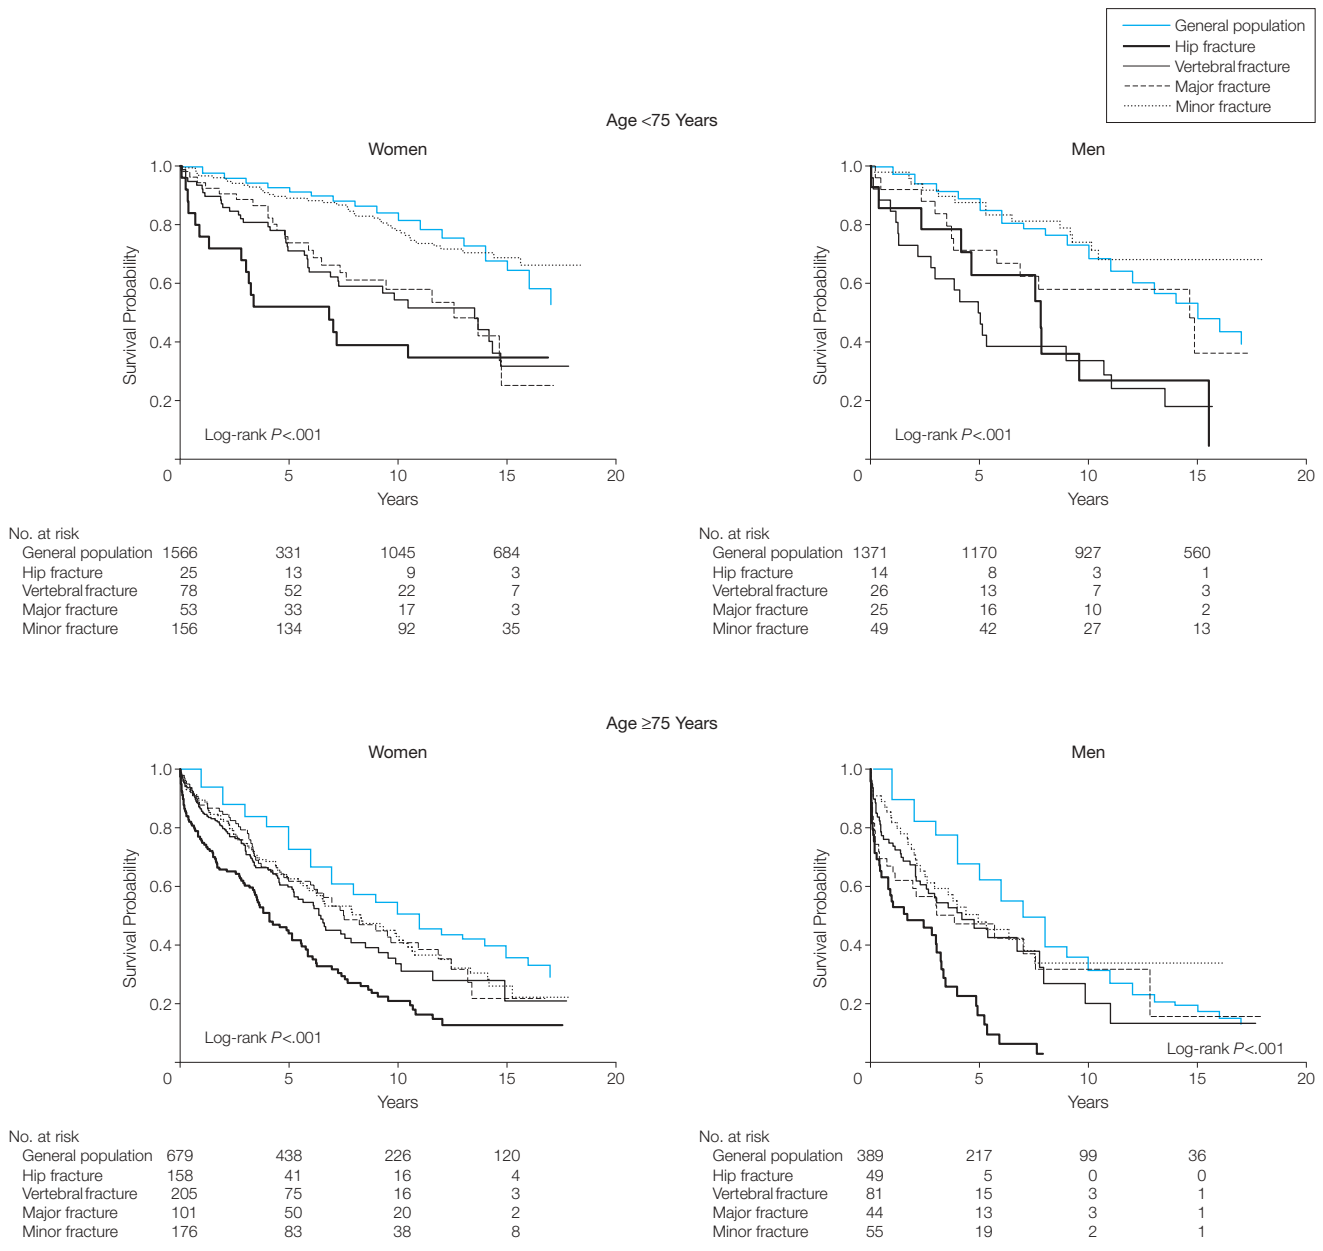 General population
Hip fracture
Vertebral fracture
Major fracture
Minor fracture
Age <75 Years
Women
1.0
0.8
0.6
0.4
0.2
Survival Probability
Log-rank P<.001
0 5 10 15 20
Years
No. at risk
General population 1566 331 1045 684
Hip fracture 25 13 9 3
Vertebral fracture 78 52 22 7
Major fracture 53 33 17 3
Minor fracture 156 134 92 35
Men
1.0
0.8
0.6
0.4
0.2
Survival Probability
Log-rank P<.001
0 5 10 15 20
Years
No. at risk
General population 1371 1170 927 560
Hip fracture 14 8 3 1
Vertebral fracture 26 13 7 3
Major fracture 25 16 10 2
Minor fracture 49 42 27 13
Age ≥75 Years
Women
1.0
0.8
0.6
0.4
0.2
Survival Probability
Log-rank P<.001
0 5 10 15 20
Years
No. at risk
General population 679 438 226 120
Hip fracture 158 41 16 4
Vertebral fracture 205 75 16 3
Major fracture 101 50 20 2
Minor fracture 176 83 38 8
Men
1.0
0.8
0.6
0.4
0.2
Survival Probability
Log-rank P<.001
0 5 10 15 20
Years
No. at risk
General population 389 217 99 36
Hip fracture 49 5 0 0
Vertebral fracture 81 15 3 1
Major fracture 44 13 3 1
Minor fracture 55 19 2 1